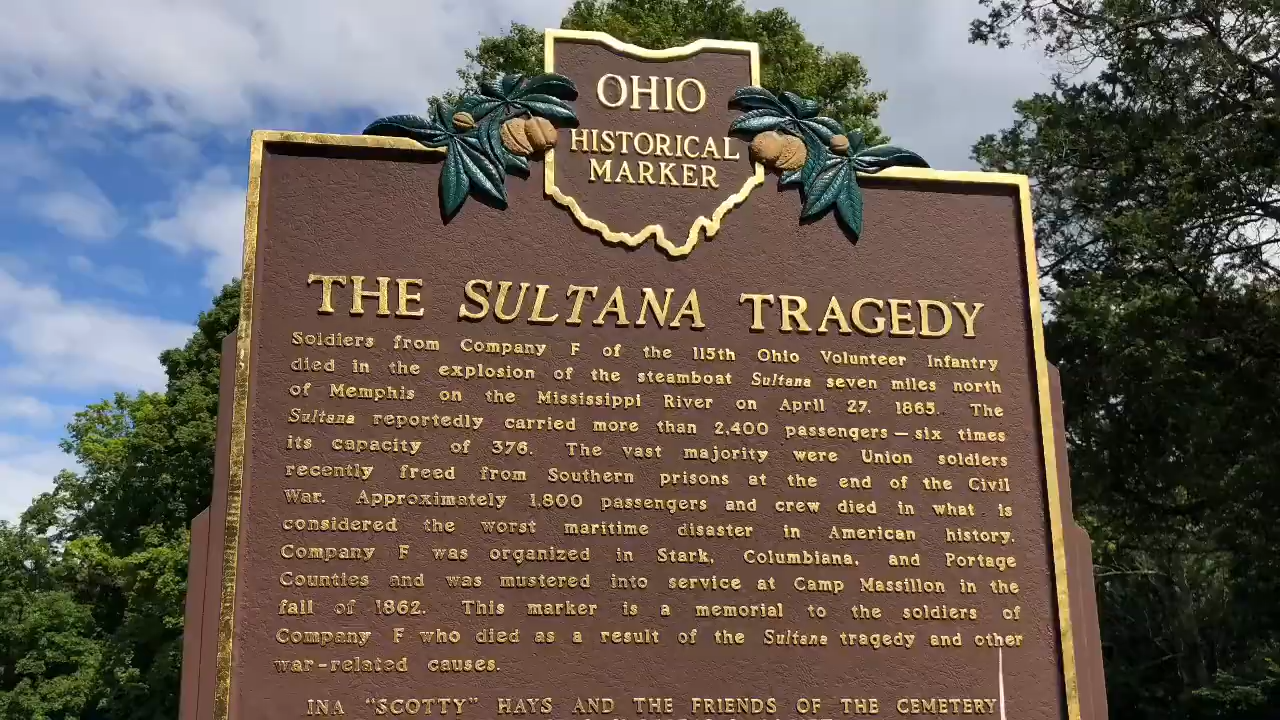 OHIO
HISTORICAL
MARKER
THE SULTANA TRAGEDY
Soldiers from Company F of the 115th Ohio Volunteer Infantry
died in the explosion of the steamboat Sultana seven miles north
of Memphis on the Mississippi River on April 27, 1865. The
Sultana reportedly carried more than 2,400 passengers—six times
its capacity of 376. The vast majority were Union soldiers
recently freed from Southern prisons at the end of the Civil
War. Approximately 1,800 passengers and crew died in what is
considered the worst maritime disaster in American history.
Company F was organized in Stark, Columbiana, and Portage
Counties and was mustered into service at Camp Massillon in the
fall of 1862. This marker is a memorial to the soldiers of
Company F who died as a result of the Sultana tragedy and other
war-related causes.
INA "SCOTTY" HAYS AND THE FRIENDS OF THE CEMETERY